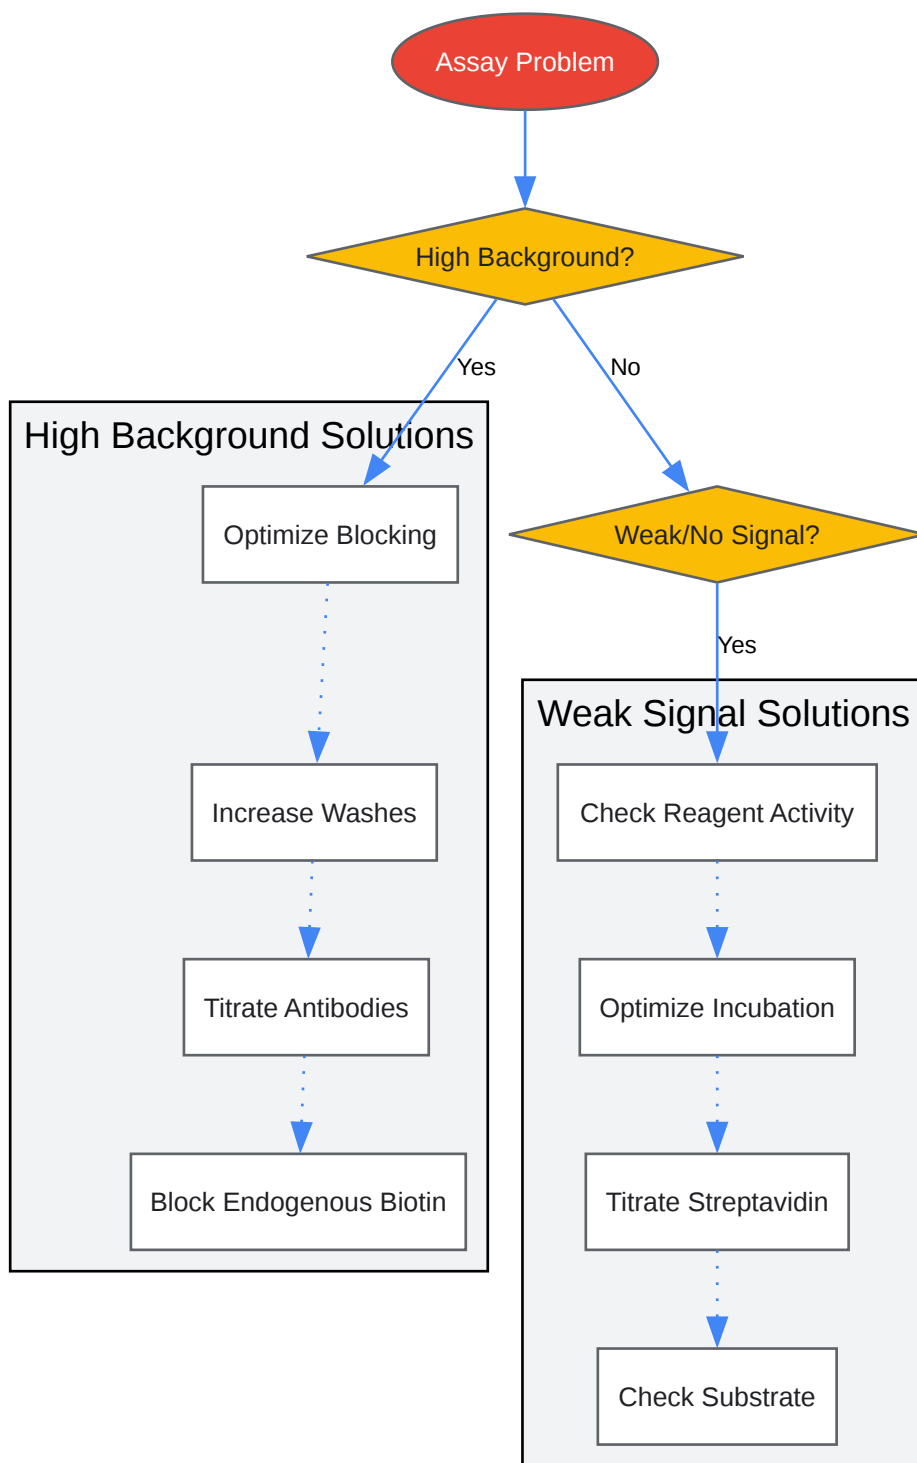 Assay Problem
High Background?
Yes
No
High Background Solutions
Optimize Blocking
Weak/No Signal?
Yes
Weak Signal Solutions
Increase Washes
Check Reagent Activity
Titrate Antibodies
Optimize Incubation
Block Endogenous Biotin
Titrate Streptavidin
Check Substrate